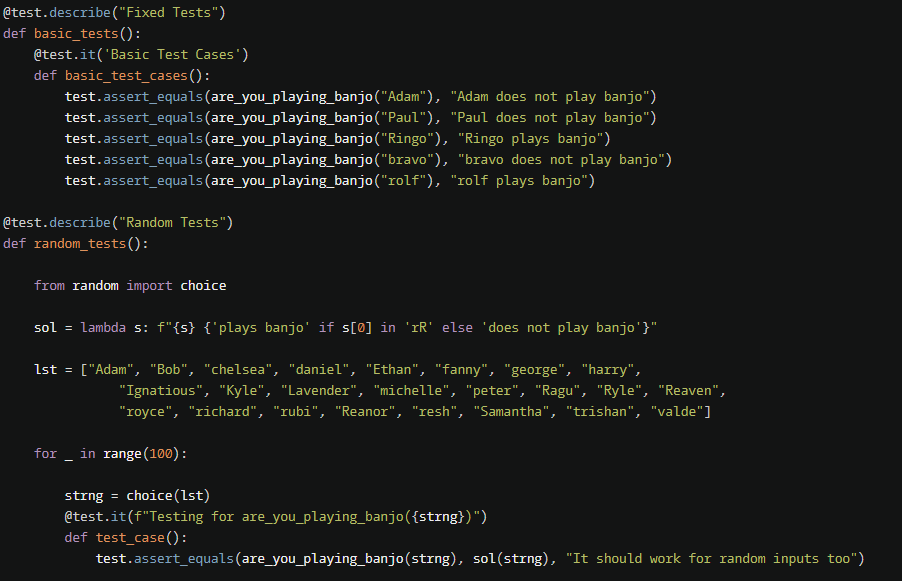 @test.describe("Fixed Tests")
def basic_tests():
    @test.it('Basic Test Cases')
    def basic_test_cases():
        test.assert_equals(are_you_playing_banjo("Adam"), "Adam does not play banjo")
        test.assert_equals(are_you_playing_banjo("Paul"), "Paul does not play banjo")
        test.assert_equals(are_you_playing_banjo("Ringo"), "Ringo plays banjo")
        test.assert_equals(are_you_playing_banjo("bravo"), "bravo does not play banjo")
        test.assert_equals(are_you_playing_banjo("rolf"), "rolf plays banjo")

@test.describe("Random Tests")
def random_tests():

    from random import choice

    sol = lambda s: f"{s} {'plays banjo' if s[0] in 'rR' else 'does not play banjo'}"

    lst = ["Adam", "Bob", "chelsea", "daniel", "Ethan", "fanny", "george", "harry",
           "Ignatious", "Kyle", "Lavender", "michelle", "peter", "Ragu", "Ryle", "Reaven",
           "royce", "richard", "rubi", "Reanor", "resh", "Samantha", "trishan", "valde"]

    for _ in range(100):

        strng = choice(lst)
        @test.it(f"Testing for are_you_playing_banjo({strng})")
        def test_case():
            test.assert_equals(are_you_playing_banjo(strng), sol(strng), "It should work for random inputs too")